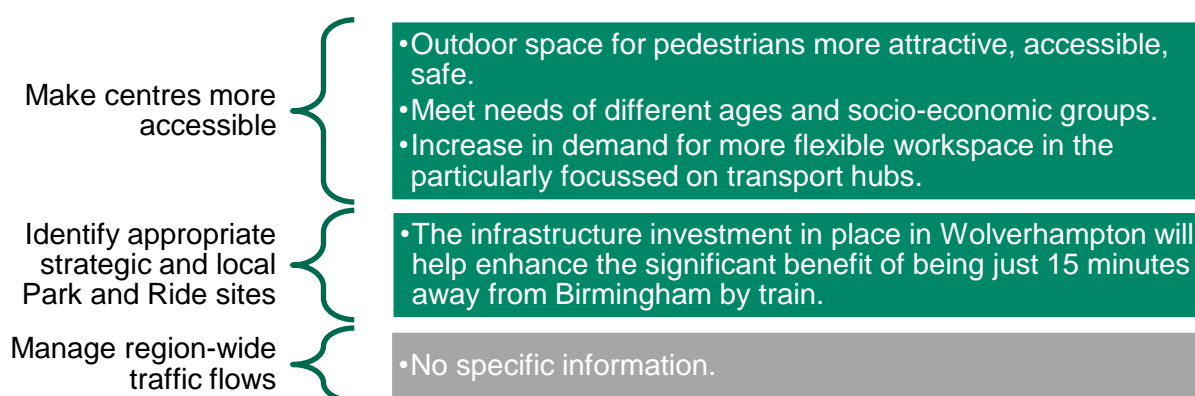 Make centres more
accessible
•Outdoor space for pedestrians more attractive, accessible,
safe.
•Meet needs of different ages and socio-economic groups.
•Increase in demand for more flexible workspace in the
particularly focussed on transport hubs.
Identify appropriate
strategic and local
Park and Ride sites
•The infrastructure investment in place in Wolverhampton will
help enhance the significant benefit of being just 15 minutes
away from Birmingham by train.
Manage region-wide
traffic flows
•No specific information.